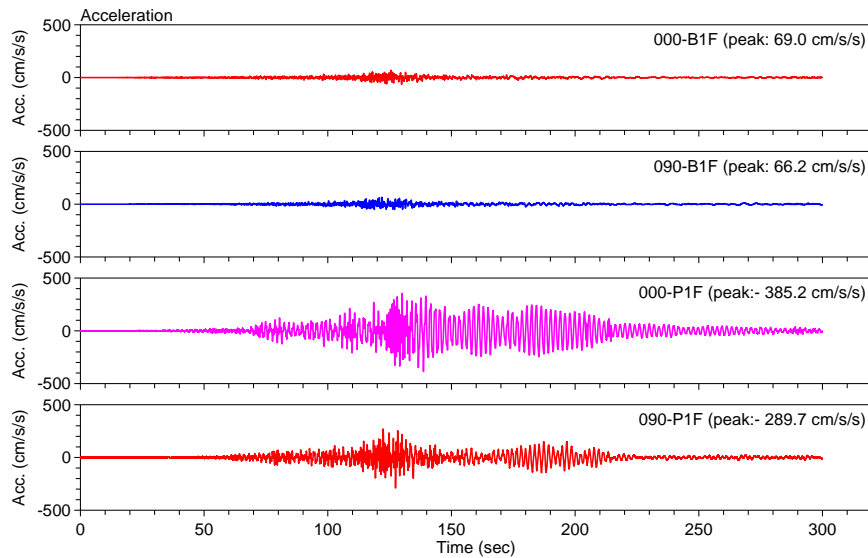 Acceleration
500
0
-500
Acc. (cm/s/s)
000-B1F (peak: 69.0 cm/s/s)
500
0
-500
Acc. (cm/s/s)
090-B1F (peak: 66.2 cm/s/s)
500
0
-500
Acc. (cm/s/s)
000-P1F (peak:- 385.2 cm/s/s)
500
0
-500
Acc. (cm/s/s)
090-P1F (peak:- 289.7 cm/s/s)
0 50 100 150 200 250 300
Time (sec)